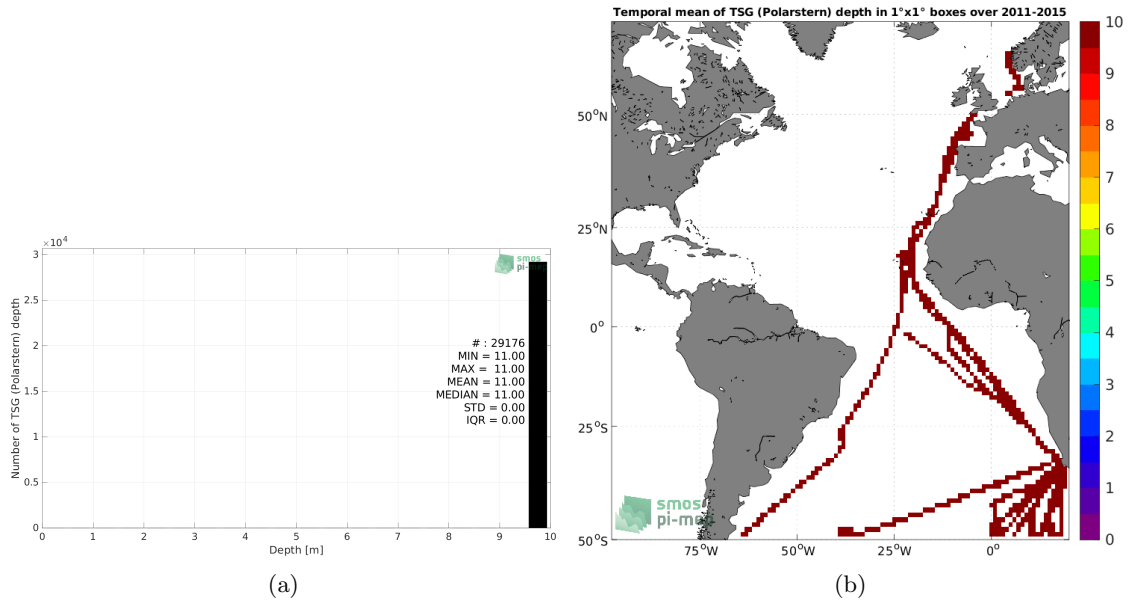 ×10⁴
3
2.5
2
1.5
1
0.5
0
0 1 2 3 4 5 6 7 8 9 10
Number of TSG (Polarstern) depth
Depth [m]
smos
# : 29176
MIN = 11.00
MAX = 11.00
MEAN = 11.00
MEDIAN = 11.00
STD = 0.00
IQR = 0.00
(a)
Temporal mean of TSG (Polarstern) depth in 1°x1° boxes over 2011-2015
50°N
25°N
0°
25°S
50°S
75°W 50°W 25°W 0°
smos
pi-mep
10
9
8
7
6
5
4
3
2
1
0
(b)